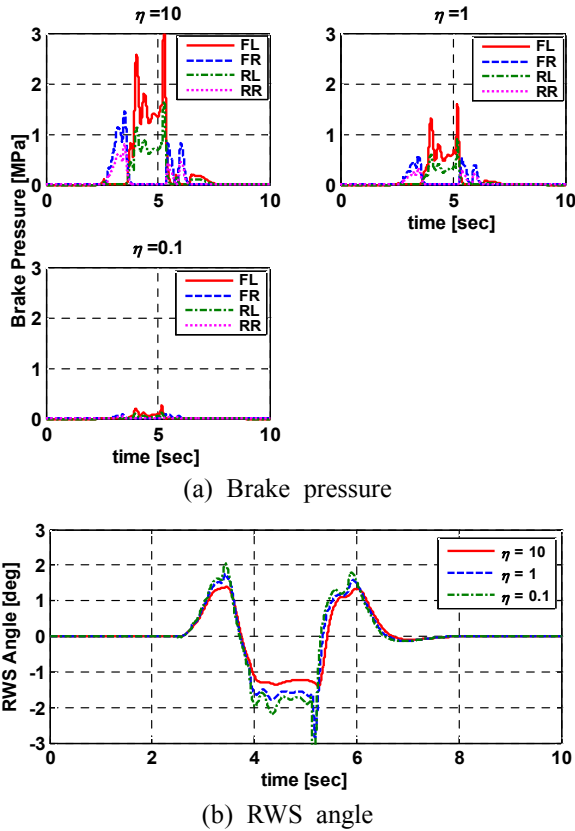 η =10
η =1
3
2
1
0
FL
FR
RL
RR
0
5
10
3
2
1
0
FL
FR
RL
RR
0
5
10
time [sec]
Brake Pressure [MPa]
η =0.1
3
2
1
0
FL
FR
RL
RR
0
5
10
time [sec]
(a) Brake pressure
3
2
1
0
-1
-2
-3
RWS Angle [deg]
η = 10
η = 1
η = 0.1
0
2
4
6
8
10
time [sec]
(b) RWS angle